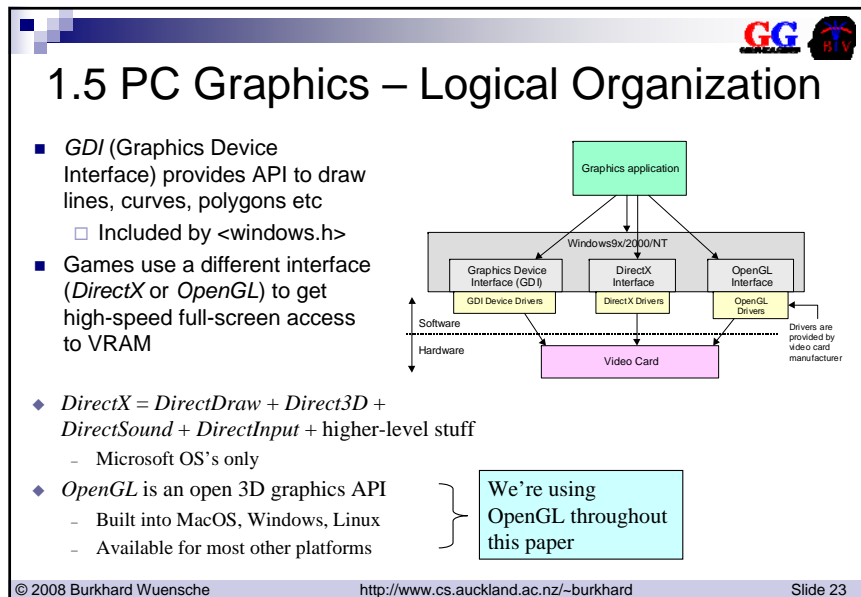 GG
BIV
1.5 PC Graphics – Logical Organization
GDI (Graphics Device
Interface) provides API to draw
lines, curves, polygons etc
Included by <windows.h>
Games use a different interface
(DirectX or OpenGL) to get
high-speed full-screen access
to VRAM
Graphics application
Windows9x/2000/NT
Graphics Device
Interface (GDI)
DirectX
Interface
OpenGL
Interface
GDI Device Drivers
DirectX Drivers
OpenGL
Drivers
Software
Hardware
Drivers are
provided by
video card
manufacturer
Video Card
DirectX = DirectDraw + Direct3D +
DirectSound + DirectInput + higher-level stuff
– Microsoft OS's only
OpenGL is an open 3D graphics API
– Built into MacOS, Windows, Linux
– Available for most other platforms
We're using
OpenGL throughout
this paper
© 2008 Burkhard Wuensche
http://www.cs.auckland.ac.nz/~burkhard
Slide 23